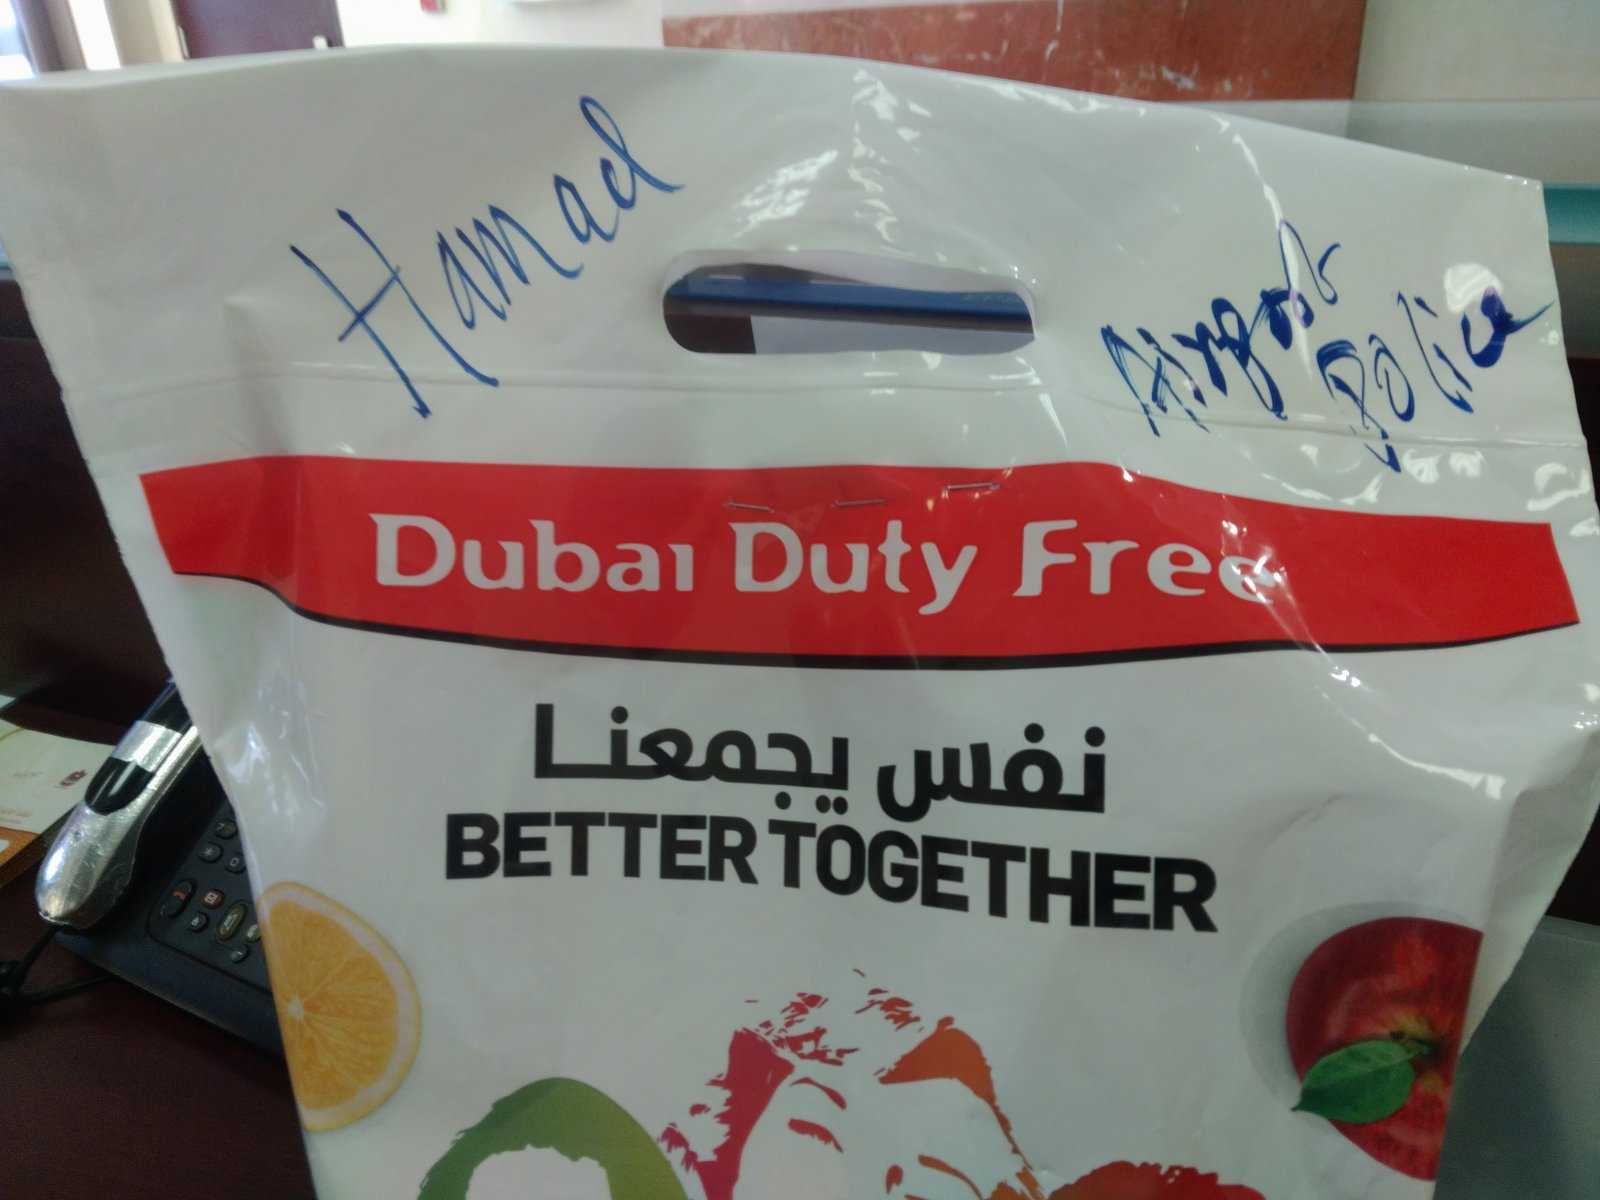 Hamad
Airport
Police
Dubai Duty Free
نفس يجمعنا
BETTER TOGETHER